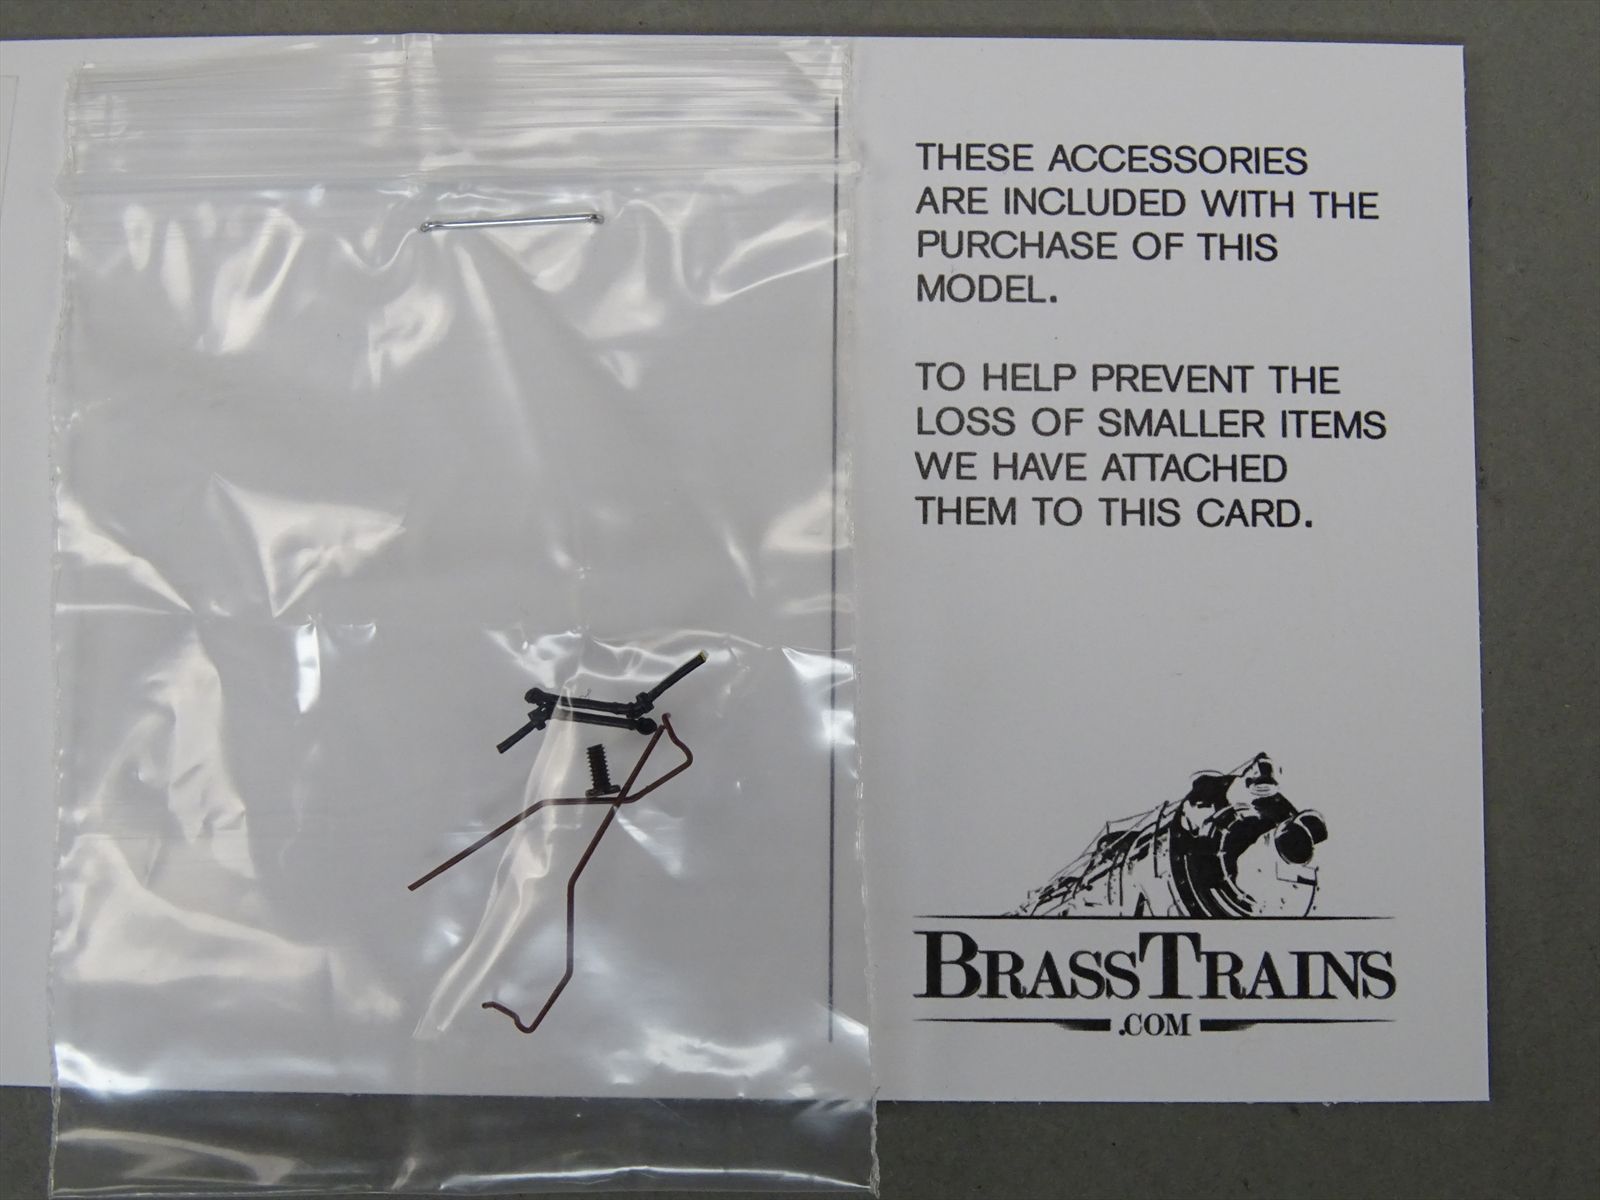 THESE ACCESSORIES
ARE INCLUDED WITH THE
PURCHASE OF THIS
MODEL.
TO HELP PREVENT THE
LOSS OF SMALLER ITEMS
WE HAVE ATTACHED
THEM TO THIS CARD.
BRASSTRAINS
.COM